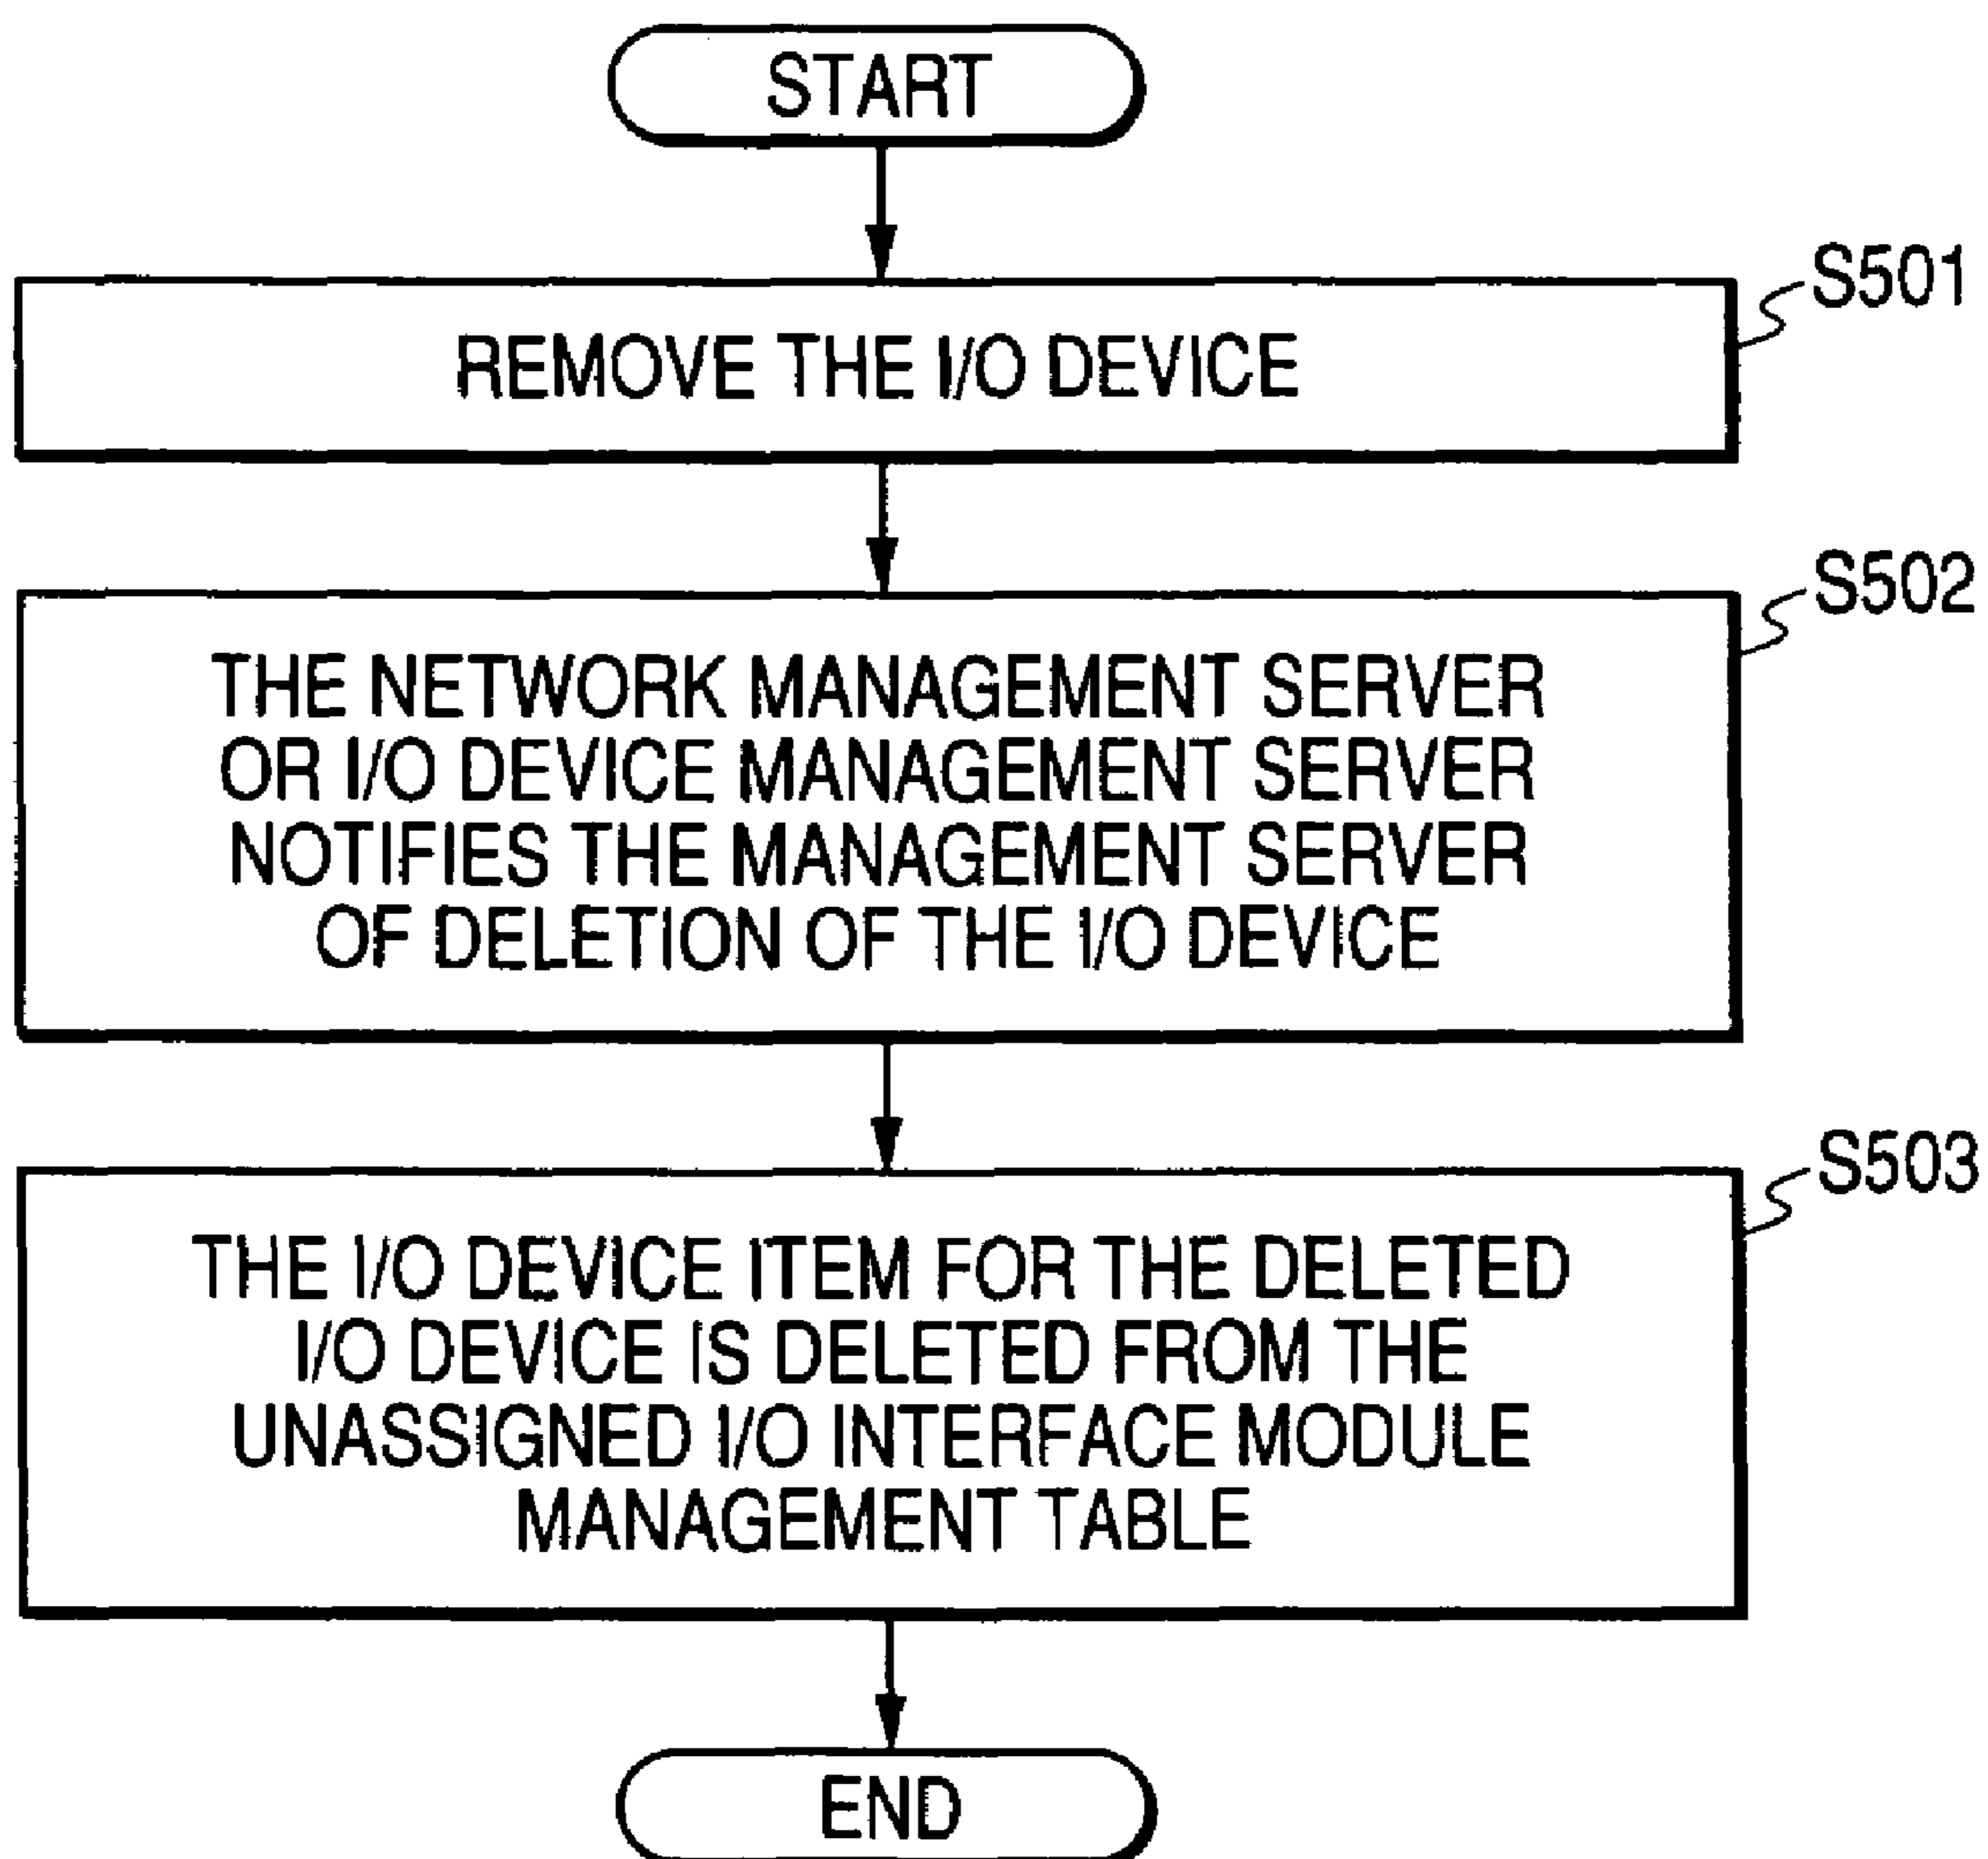 START
S501
REMOVE THE I/O DEVICE
S502
THE NETWORK MANAGEMENT SERVER
OR I/O DEVICE MANAGEMENT SERVER
NOTIFIES THE MANAGEMENT SERVER
OF DELETION OF THE I/O DEVICE
S503
THE I/O DEVICE ITEM FOR THE DELETED
I/O DEVICE IS DELETED FROM THE
UNASSIGNED I/O INTERFACE MODULE
MANAGEMENT TABLE
END